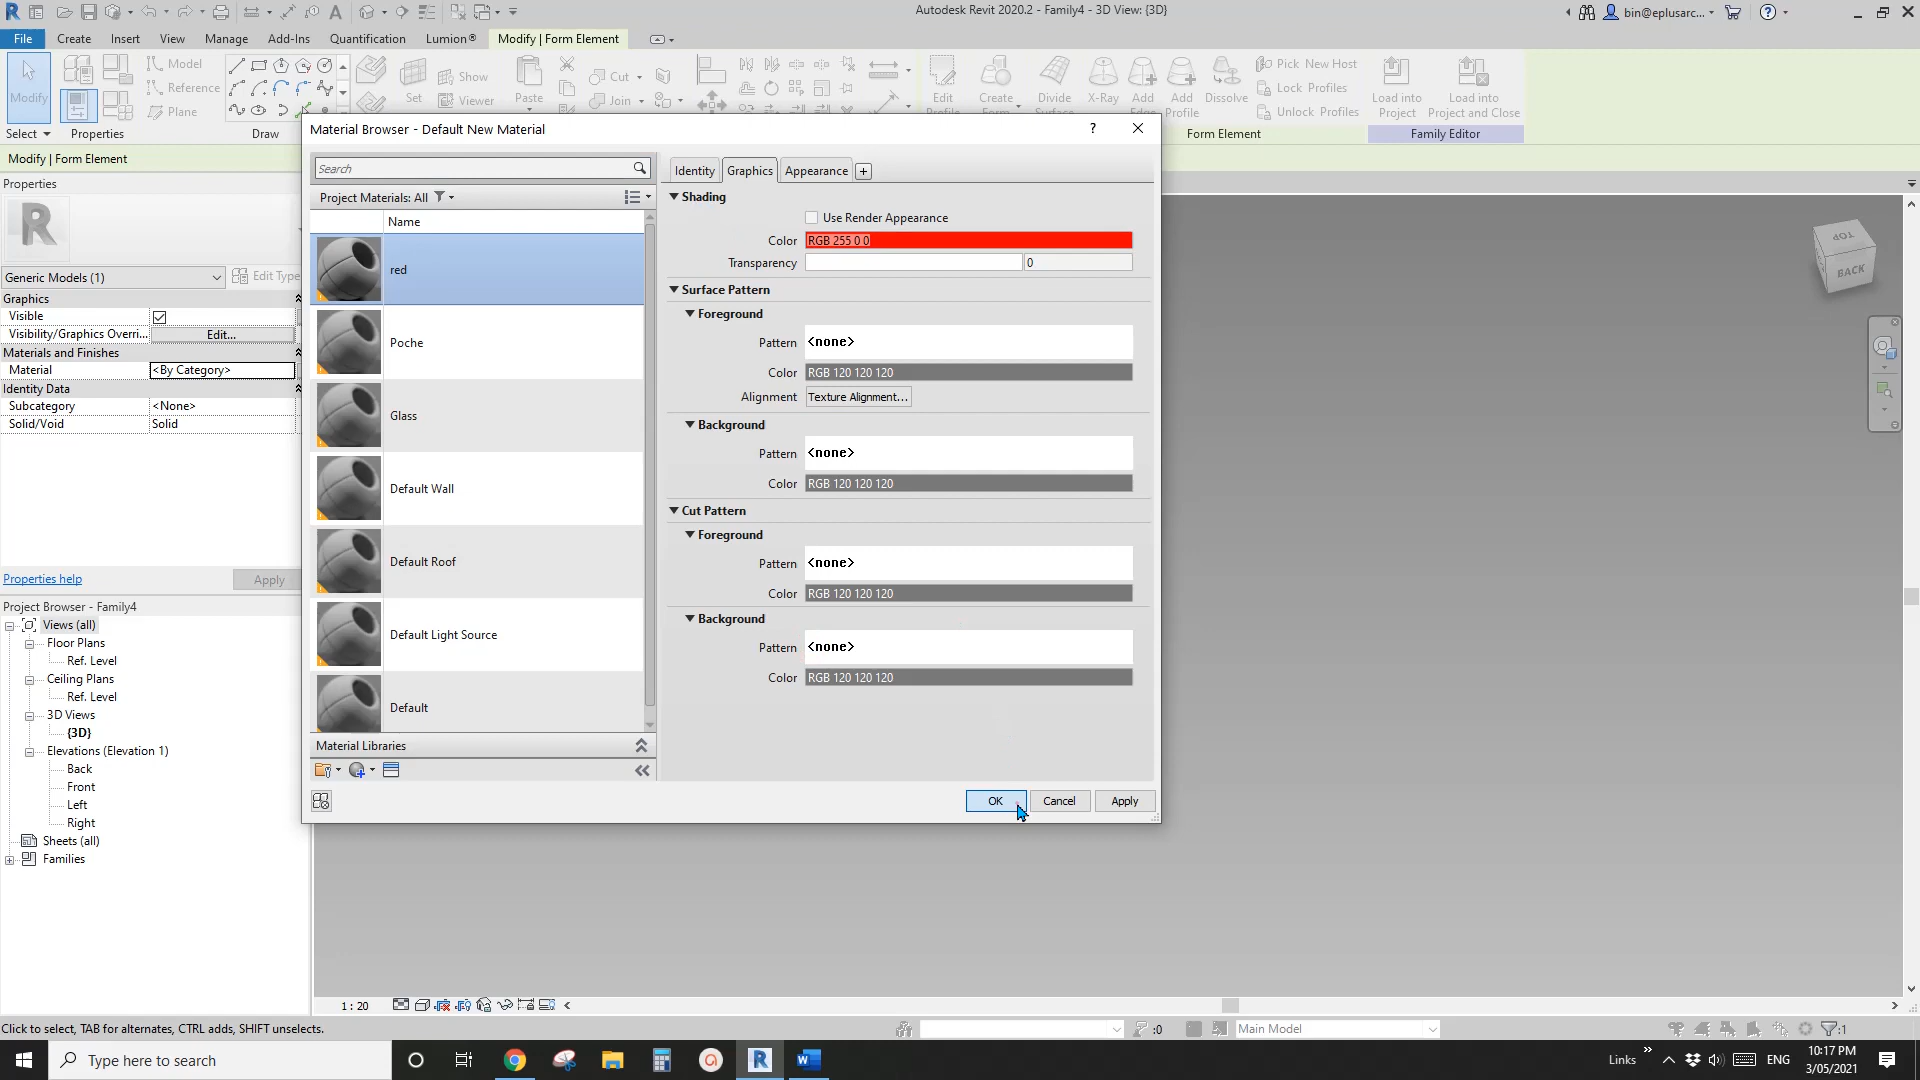 Autodesk Revit 2020.2 - Family4 - 3D View: {3D}
bin@eplusarc...
File
Create
Insert
View
Manage
Add-Ins
Quantification
Lumion®
Modify | Form Element
Modify
Select
Properties
Model
Reference
Plane
Draw
Set
Show
Viewer
Paste
Cut
Join
Edit
Profile
Create
Form
Divide
Surface
X-Ray
Add
Edge
Add
Profile
Dissolve
Pick New Host
Lock Profiles
Unlock Profiles
Form Element
Load into
Project
Load into
Project and Close
Family Editor
Modify | Form Element
Properties
R
Generic Models (1)
Edit Type
Graphics
Visible
Visibility/Graphics Overri...
Edit...
Materials and Finishes
Material
<By Category>
Identity Data
Subcategory
<None>
Solid/Void
Solid
Properties help
Apply
Project Browser - Family4
Views (all)
Floor Plans
Ref. Level
Ceiling Plans
Ref. Level
3D Views
{3D}
Elevations (Elevation 1)
Back
Front
Left
Right
Sheets (all)
Families
Material Browser - Default New Material
?
Search
Project Materials: All
Name
red
Poche
Glass
Default Wall
Default Roof
Default Light Source
Default
Material Libraries
Identity
Graphics
Appearance
Shading
Use Render Appearance
Color
RGB 255 0 0
Transparency
0
Surface Pattern
Foreground
Pattern
<none>
Color
RGB 120 120 120
Alignment
Texture Alignment...
Background
Pattern
<none>
Color
RGB 120 120 120
Cut Pattern
Foreground
Pattern
<none>
Color
RGB 120 120 120
Background
Pattern
<none>
Color
RGB 120 120 120
OK
Cancel
Apply
TOP
BACK
1 : 20
Click to select, TAB for alternates, CTRL adds, SHIFT unselects.
:0
Main Model
:1
Type here to search
Links
ENG
10:17 PM
3/05/2021